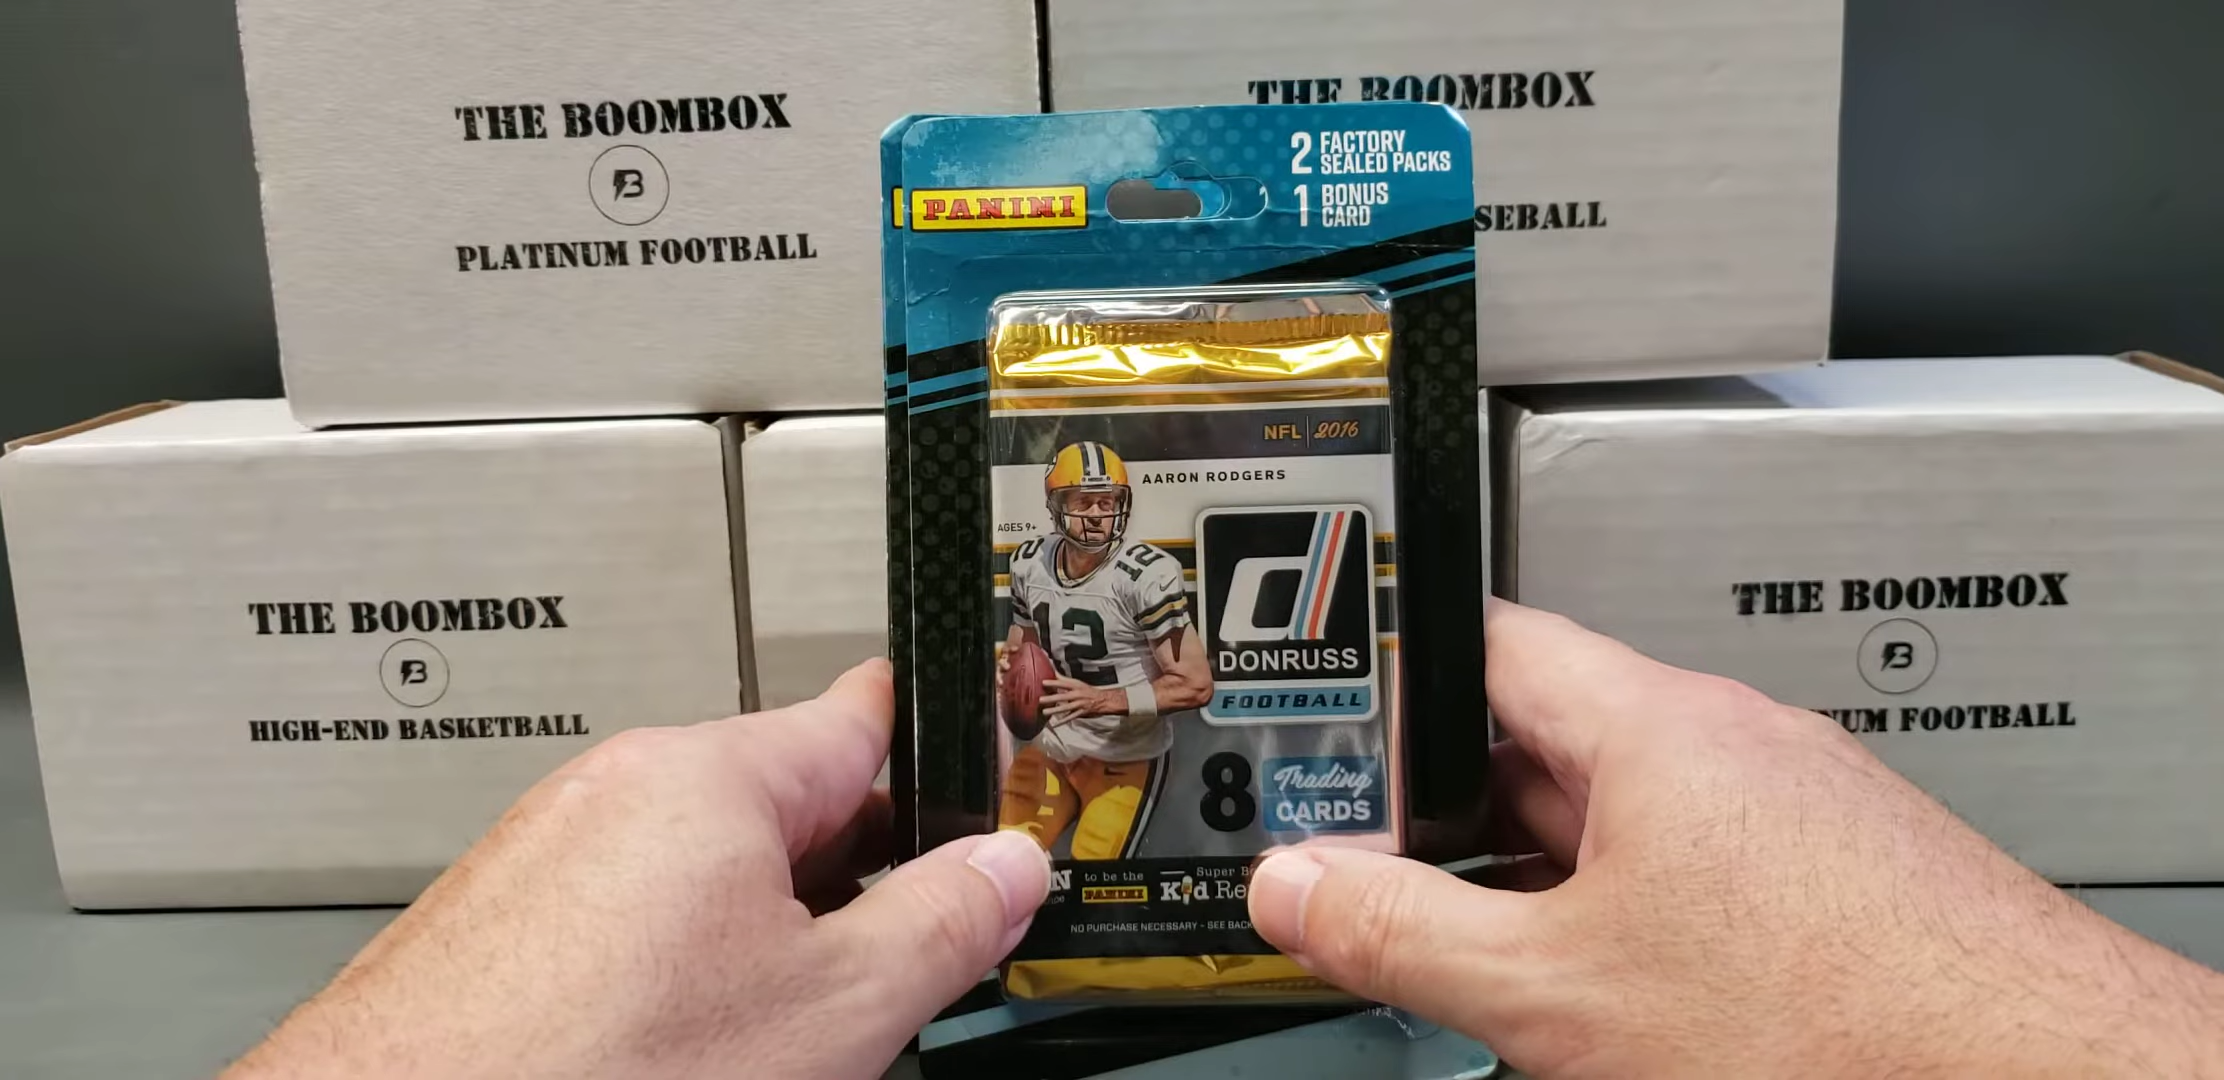 THE BOOMBOX
B
PLATINUM FOOTBALL
THE BOOMBOX
SEBALL
2 FACTORY
SEALED PACKS
1 BONUS
CARD
PANINI
NFL 2016
AARON RODGERS
AGES 9+
12
12
12
d
DONRUSS
FOOTBALL
8 Trading
CARDS
to be the
PANINI
Super
Kid
NO PURCHASE NECESSARY - SEE BACK
THE BOOMBOX
B
HIGH-END BASKETBALL
THE BOOMBOX
B
NUM FOOTBALL